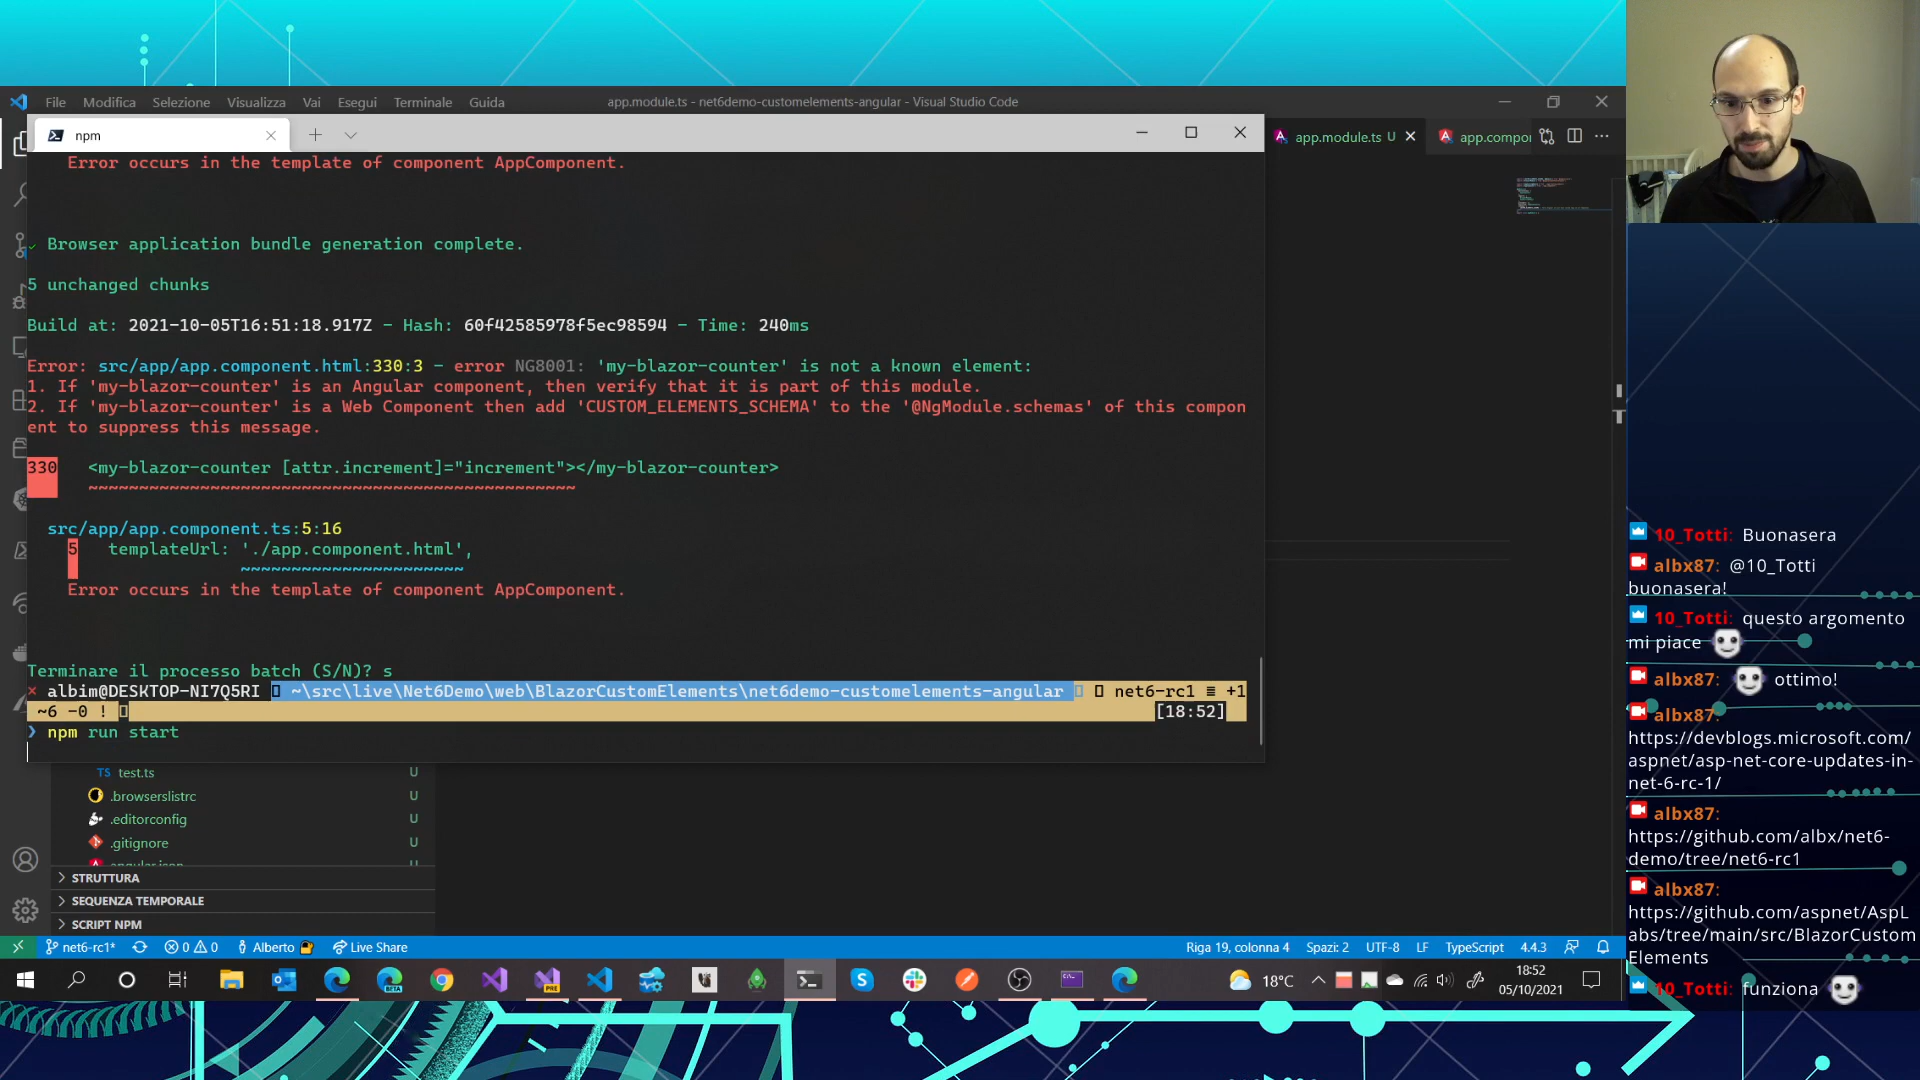 File Modifica Selezione Visualizza Vai Esegui Terminale Guida
app.module.ts - net6demo-customelements-angular - Visual Studio Code
npm
app.module.ts U
app.compor
Error occurs in the template of component AppComponent.
✓ Browser application bundle generation complete.
5 unchanged chunks
Build at: 2021-10-05T16:51:18.917Z - Hash: 60f42585978f5ec98594 - Time: 240ms
Error: src/app/app.component.html:330:3 - error NG8001: 'my-blazor-counter' is not a known element:
1. If 'my-blazor-counter' is an Angular component, then verify that it is part of this module.
2. If 'my-blazor-counter' is a Web Component then add 'CUSTOM_ELEMENTS_SCHEMA' to the '@NgModule.schemas' of this compon
ent to suppress this message.
330 <my-blazor-counter [attr.increment]="increment"></my-blazor-counter>
~~~~~~~~~~~~~~~~~~~~~~~~~~~~~~~~~~~~~~~~~~~~~~~~
src/app/app.component.ts:5:16
5 templateUrl: './app.component.html',
~~~~~~~~~~~~~~~~~~~~~~
Error occurs in the template of component AppComponent.
Terminare il processo batch (S/N)? s
× albim@DESKTOP-NI7Q5RI ~\src\live\Net6Demo\web\BlazorCustomElements\net6demo-customelements-angular net6-rc1 ≡ +1
~6 -0 ! [18:52]
❯ npm run start
TS test.ts U
.browserslistrc U
.editorconfig U
.gitignore U
angular.json U
STRUTTURA
SEQUENZA TEMPORALE
SCRIPT NPM
net6-rc1* 0 0 Alberto Live Share
Riga 19, colonna 4 Spazi: 2 UTF-8 LF TypeScript 4.4.3
BETA
PRE
18°C
18:52
05/10/2021
10_Totti: Buonasera
albx87: @10_Totti
buonasera!
10_Totti: questo argomento
mi piace
albx87: ottimo!
albx87:
https://devblogs.microsoft.com/
aspnet/asp-net-core-updates-in-
net-6-rc-1/
albx87:
https://github.com/albx/net6-
demo/tree/net6-rc1
albx87:
https://github.com/aspnet/AspL
abs/tree/main/src/BlazorCustom
Elements
10_Totti: funziona